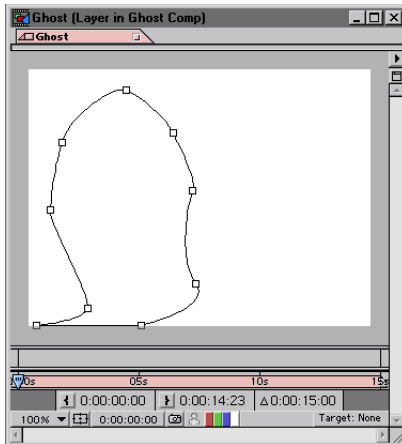 Ghost (Layer in Ghost Comp)
Ghost
00s 05s 10s 15s
0:00:00:00 0:00:14:23 Δ0:00:15:00
100% 0:00:00:00 Target: None